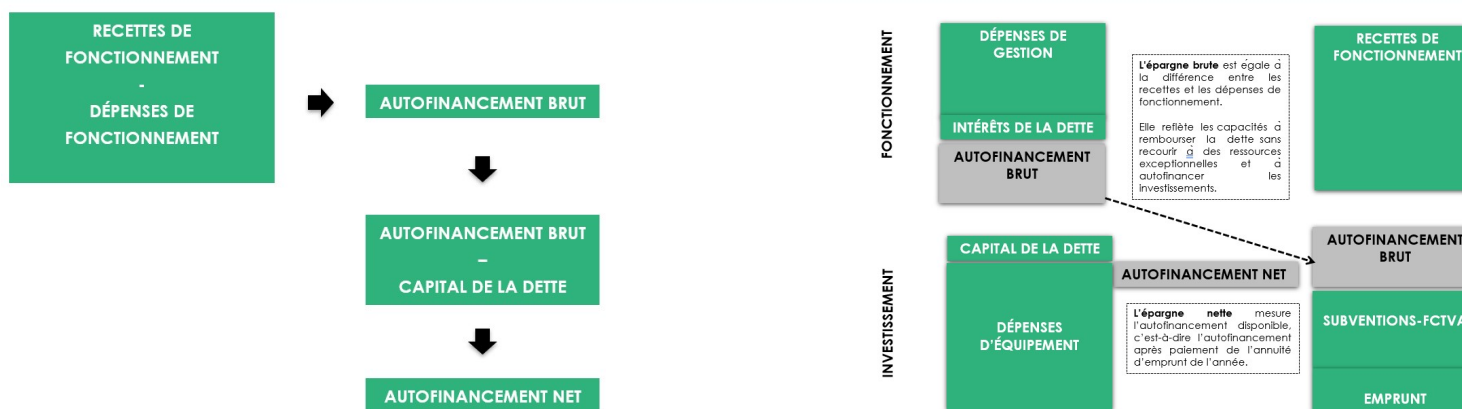 RECETTES DE
FONCTIONNEMENT
-
DÉPENSES DE
FONCTIONNEMENT
AUTOFINANCEMENT BRUT
AUTOFINANCEMENT BRUT
–
CAPITAL DE LA DETTE
AUTOFINANCEMENT NET
FONCTIONNEMENT
DÉPENSES DE
GESTION
INTÉRÊTS DE LA DETTE
AUTOFINANCEMENT
BRUT
L'épargne brute est égale à
la différence entre les
recettes et les dépenses de
fonctionnement.
Elle reflète les capacités à
rembourser la dette sans
recourir à des ressources
exceptionnelles et à
autofinancer les
investissements.
RECETTES DE
FONCTIONNEMENT
INVESTISSEMENT
CAPITAL DE LA DETTE
DÉPENSES
D'ÉQUIPEMENT
AUTOFINANCEMENT NET
L'épargne nette mesure
l'autofinancement disponible,
c'est-à-dire l'autofinancement
après paiement de l'annuité
d'emprunt de l'année.
AUTOFINANCEMENT
BRUT
SUBVENTIONS-FCTVA
EMPRUNT